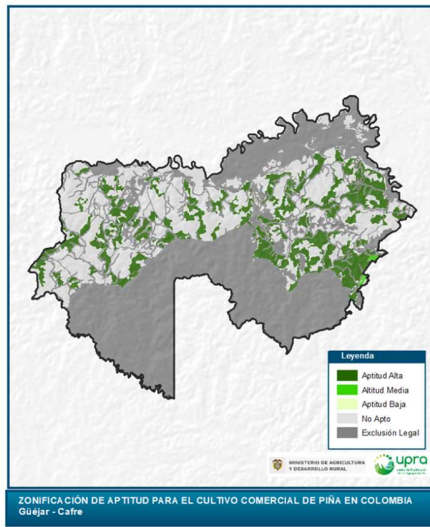 Leyenda
Aptitud Alta
Altitud Media
Aptitud Baja
No Apto
Exclusión Legal
MINISTERIO DE AGRICULTURA
Y DESARROLLO RURAL
upra
ZONIFICACIÓN DE APTITUD PARA EL CULTIVO COMERCIAL DE PIÑA EN COLOMBIA
Güéjar - Cafre